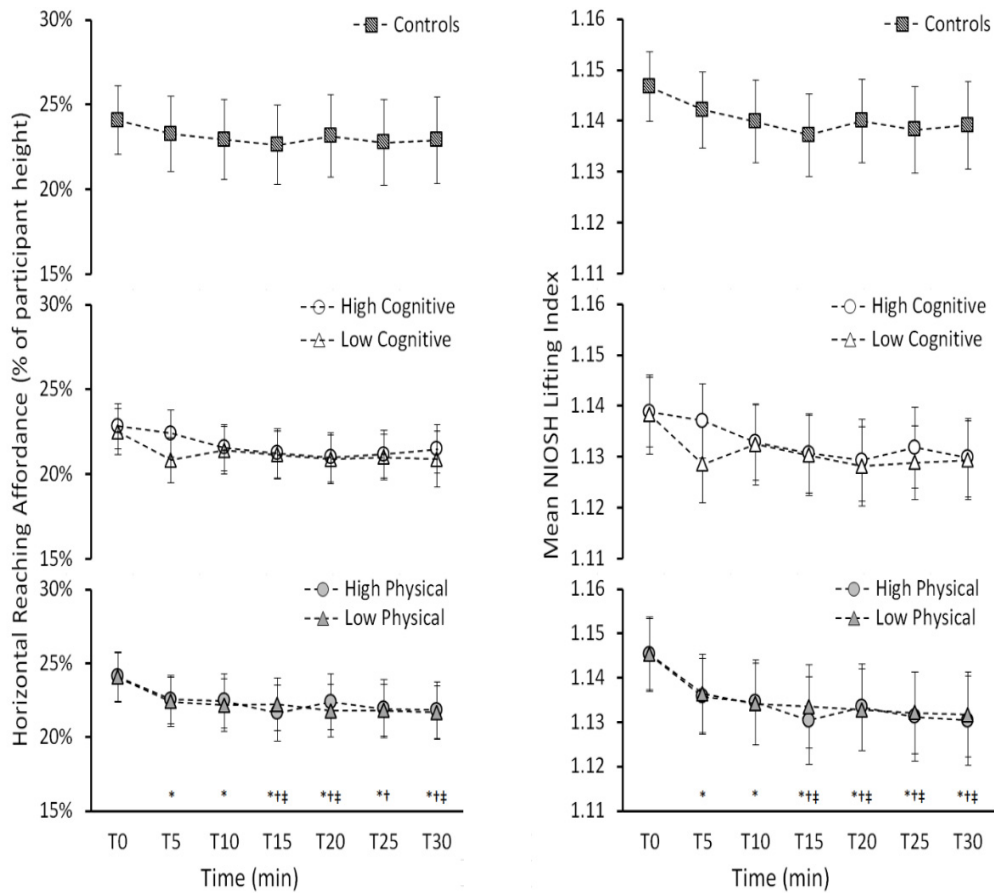 Horizontal Reaching Affordance (% of participant height)
30%
25%
20%
15%
Controls
30%
25%
20%
15%
High Cognitive
Low Cognitive
30%
25%
20%
15%
High Physical
Low Physical
* * *†‡ *†‡ *† *†‡
T0 T5 T10 T15 T20 T25 T30
Time (min)
Mean NIOSH Lifting Index
1.16
1.15
1.14
1.13
1.12
1.11
Controls
1.16
1.15
1.14
1.13
1.12
1.11
High Cognitive
Low Cognitive
1.16
1.15
1.14
1.13
1.12
1.11
High Physical
Low Physical
* * *†‡ *†‡ *†‡ *†‡
T0 T5 T10 T15 T20 T25 T30
Time (min)